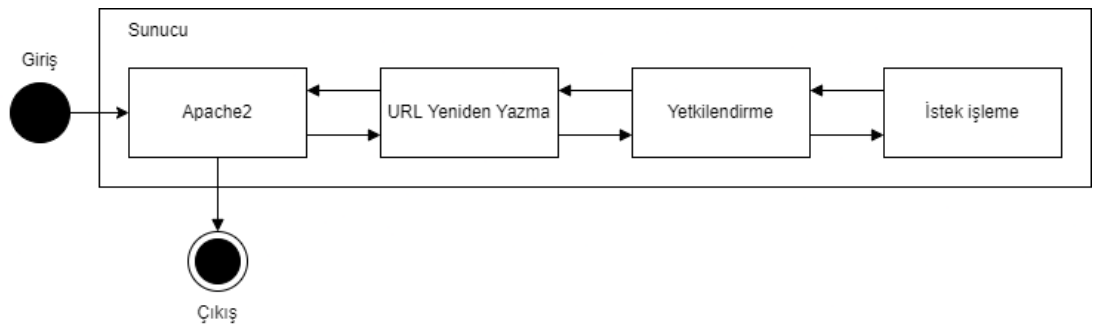 Sunucu
Giriş
Apache2
URL Yeniden Yazma
Yetkilendirme
İstek işleme
Çıkış